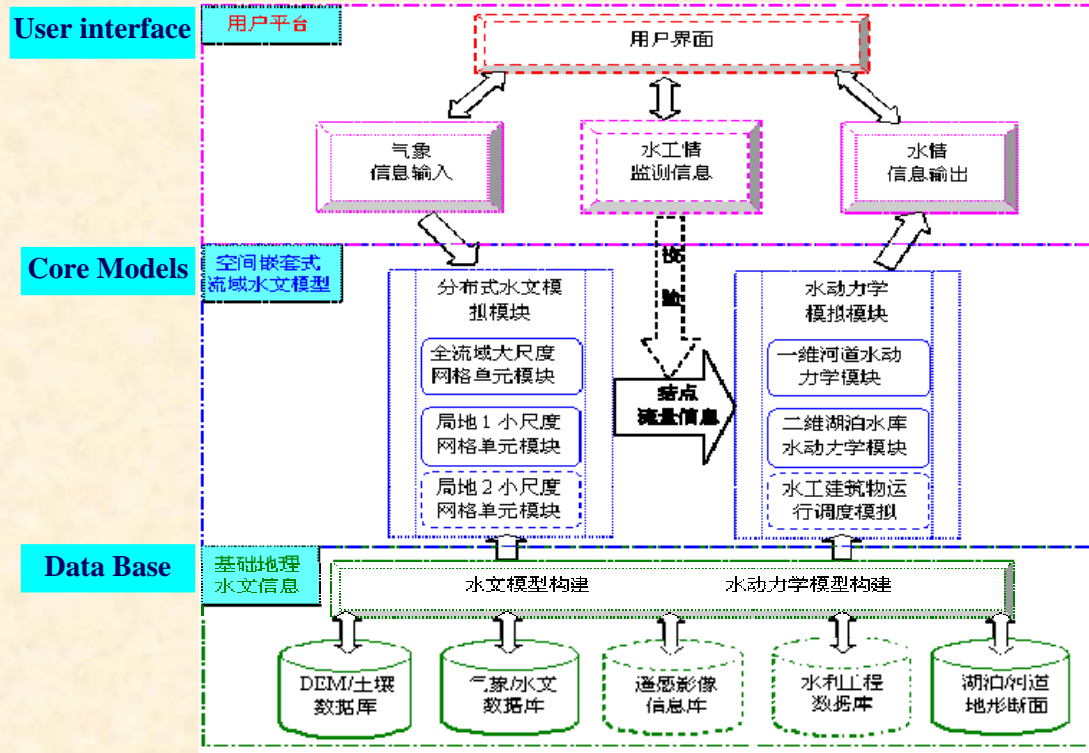 User interface
用户平台
用户界面
气象
信息输入
水工情
监测信息
水情
信息输出
Core Models
空间嵌套式
流域水文模型
分布式水文模
拟模块
全流域大尺度
网格单元模块
局地1小尺度
网格单元模块
局地2小尺度
网格单元模块
结点
流量信息
水动力学
模拟模块
一维河道水动
力学模块
二维湖泊水库
水动力学模块
水工建筑物运
行调度模拟
Data Base
基础地理
水文信息
水文模型构建
水动力学模型构建
DEM/土壤
数据库
气象/水文
数据库
遥感影像
信息库
水利工程
数据库
湖泊/河道
地形断面